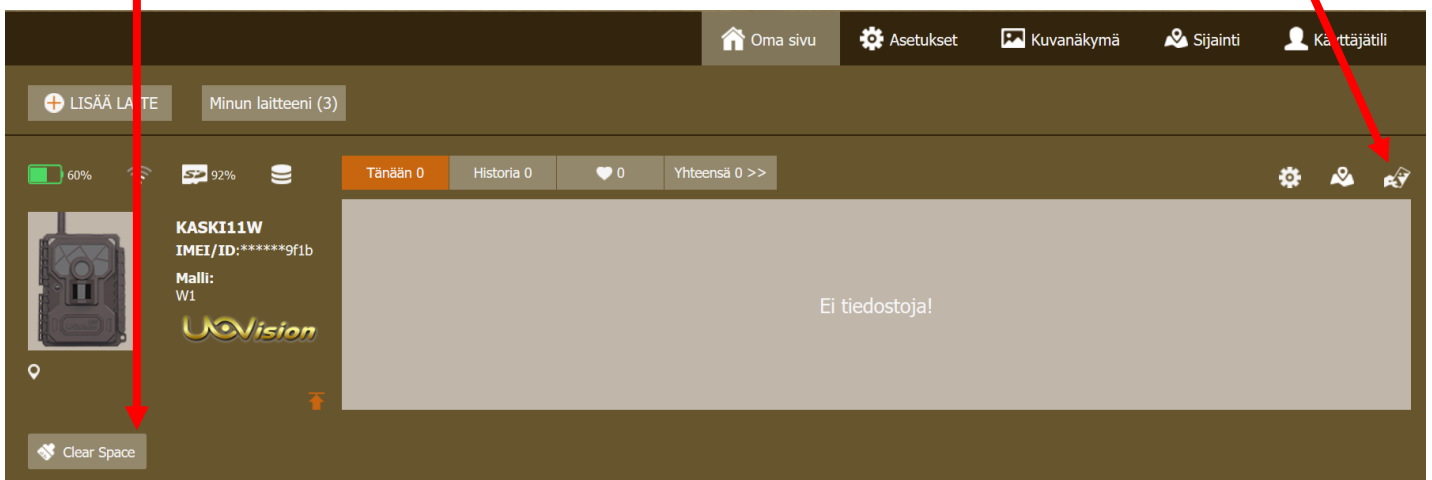 Oma sivu
Asetukset
Kuvanäkymä
Sijainti
Käyttäjätili
LISÄÄ LAITE
Minun laitteeni (3)
60%
SP 92%
Tänään 0
Historia 0
0
Yhteensä 0 >>
KASKI11W
IMEI/ID:******9f1b
Malli:
W1
UOVision
Ei tiedostoja!
Clear Space